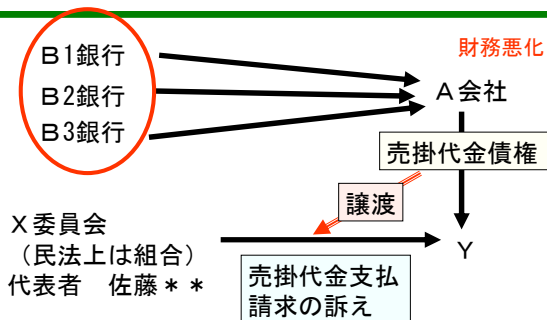 B1銀行
B2銀行
B3銀行
財務悪化
A会社
売掛代金債権
譲渡
X委員会
(民法上は組合)
代表者 佐藤**
Y
売掛代金支払
請求の訴え